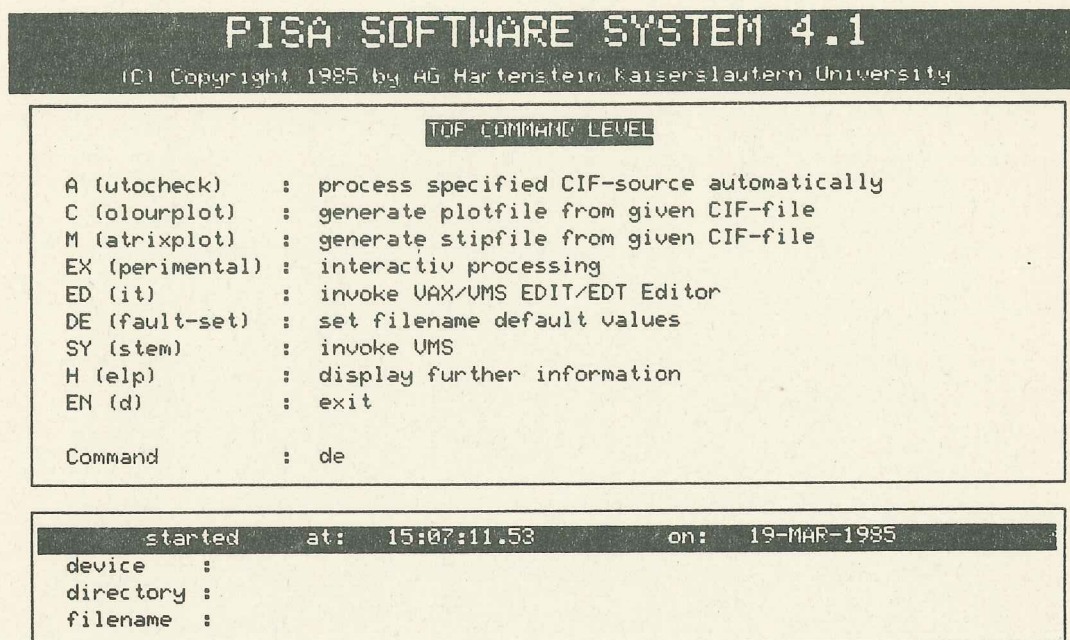 PISA SOFTWARE SYSTEM 4.1
(C) Copyright 1985 by AG Hartenstein Kaiserslautern University
TOP COMMAND LEVEL
A (utocheck) : process specified CIF-source automatically
C (olourplot) : generate plotfile from given CIF-file
M (atrixplot) : generate stipfile from given CIF-file
EX (perimental) : interactiv processing
ED (it) : invoke VAX/VMS EDIT/EDT Editor
DE (fault-set) : set filename default values
SY (stem) : invoke VMS
H (elp) : display further information
EN (d) : exit
Command : de
started at: 15:07:11.53 on: 19-MAR-1985
device :
directory :
filename :